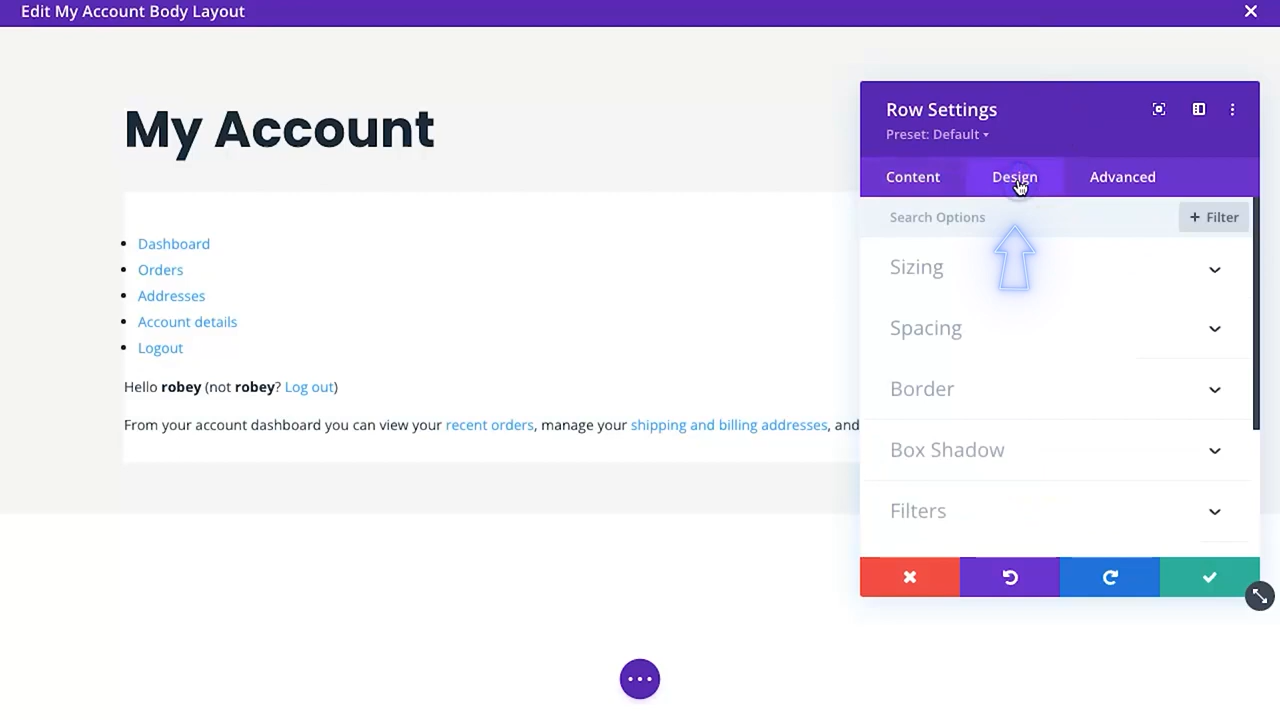 Edit My Account Body Layout
My Account
Dashboard
Orders
Addresses
Account details
Logout
Hello robey (not robey? Log out)
From your account dashboard you can view your recent orders, manage your shipping and billing addresses, and
Row Settings
Preset: Default
Content Design Advanced
Search Options + Filter
Sizing
Spacing
Border
Box Shadow
Filters